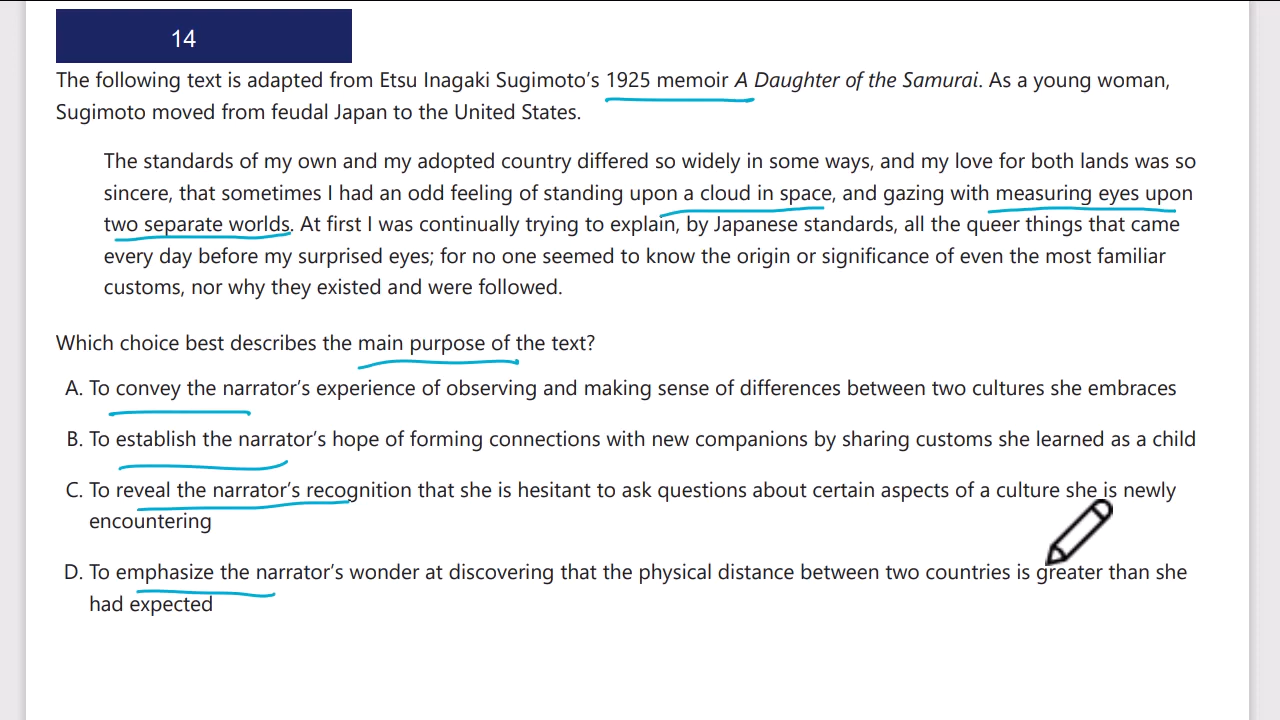 14
The following text is adapted from Etsu Inagaki Sugimoto’s 1925 memoir A Daughter of the Samurai. As a young woman,
Sugimoto moved from feudal Japan to the United States.
The standards of my own and my adopted country differed so widely in some ways, and my love for both lands was so
sincere, that sometimes I had an odd feeling of standing upon a cloud in space, and gazing with measuring eyes upon
two separate worlds. At first I was continually trying to explain, by Japanese standards, all the queer things that came
every day before my surprised eyes; for no one seemed to know the origin or significance of even the most familiar
customs, nor why they existed and were followed.
Which choice best describes the main purpose of the text?
A. To convey the narrator’s experience of observing and making sense of differences between two cultures she embraces
B. To establish the narrator’s hope of forming connections with new companions by sharing customs she learned as a child
C. To reveal the narrator’s recognition that she is hesitant to ask questions about certain aspects of a culture she is newly
encountering
D. To emphasize the narrator’s wonder at discovering that the physical distance between two countries is greater than she
had expected